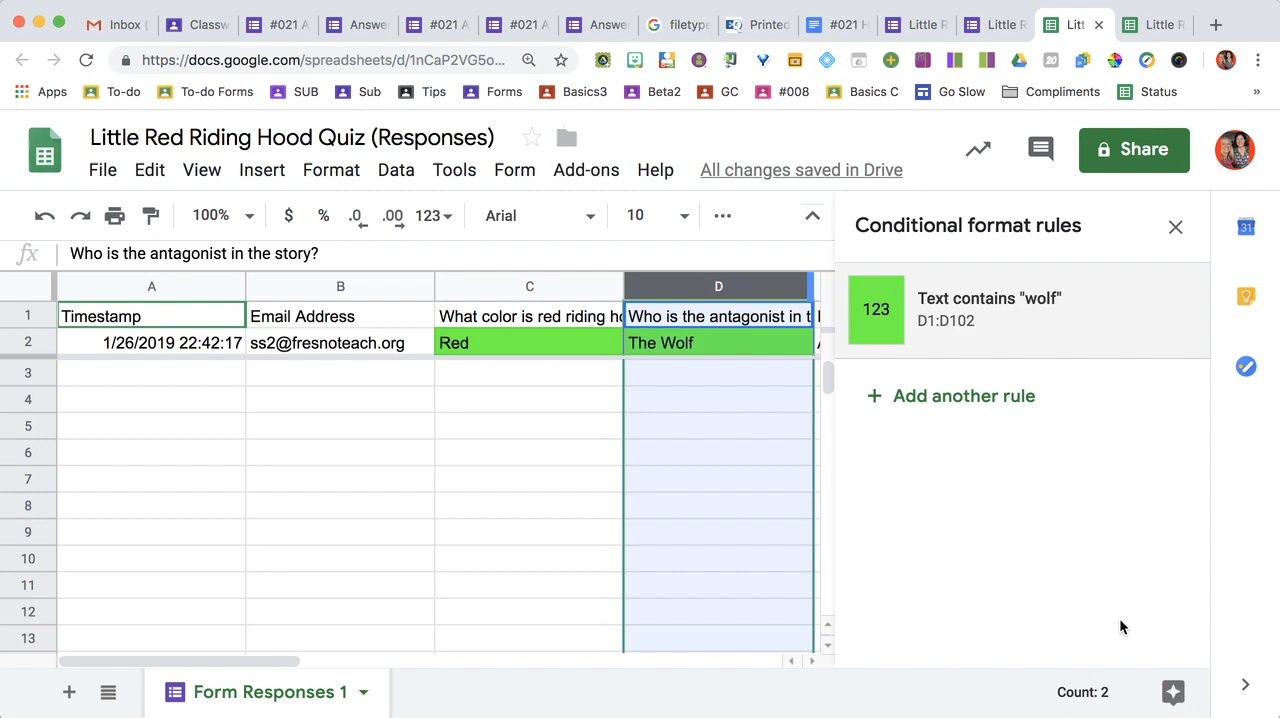 Inbox ( Classw #021 A Answer #021 A #021 A Answer filetyp Printed #021 H Little R Little R Litt Little R
https://docs.google.com/spreadsheets/d/1nCaP2VG5o...
Apps To-do To-do Forms SUB Sub Tips Forms Basics3 Beta2 GC #008 Basics C Go Slow Compliments Status »
Little Red Riding Hood Quiz (Responses)
File Edit View Insert Format Data Tools Form Add-ons Help All changes saved in Drive
Share
100% $ % .0 .00 123 Arial 10
Conditional format rules
fx Who is the antagonist in the story?
A B C D
123 Text contains "wolf"
D1:D102
1 Timestamp Email Address What color is red riding ho Who is the antagonist in t
2 1/26/2019 22:42:17 ss2@fresnoteach.org Red The Wolf
3
+ Add another rule
4
5
6
7
8
9
10
11
12
13
Form Responses 1 Count: 2